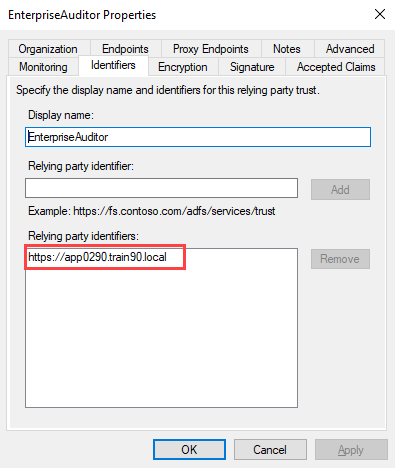 EnterpriseAuditor Properties
Organization Endpoints Proxy Endpoints Notes Advanced
Monitoring Identifiers Encryption Signature Accepted Claims
Specify the display name and identifiers for this relying party trust.
Display name:
EnterpriseAuditor
Relying party identifier:
Add
Example: https://fs.contoso.com/adfs/services/trust
Relying party identifiers:
https://app0290.train90.local
Remove
OK Cancel Apply